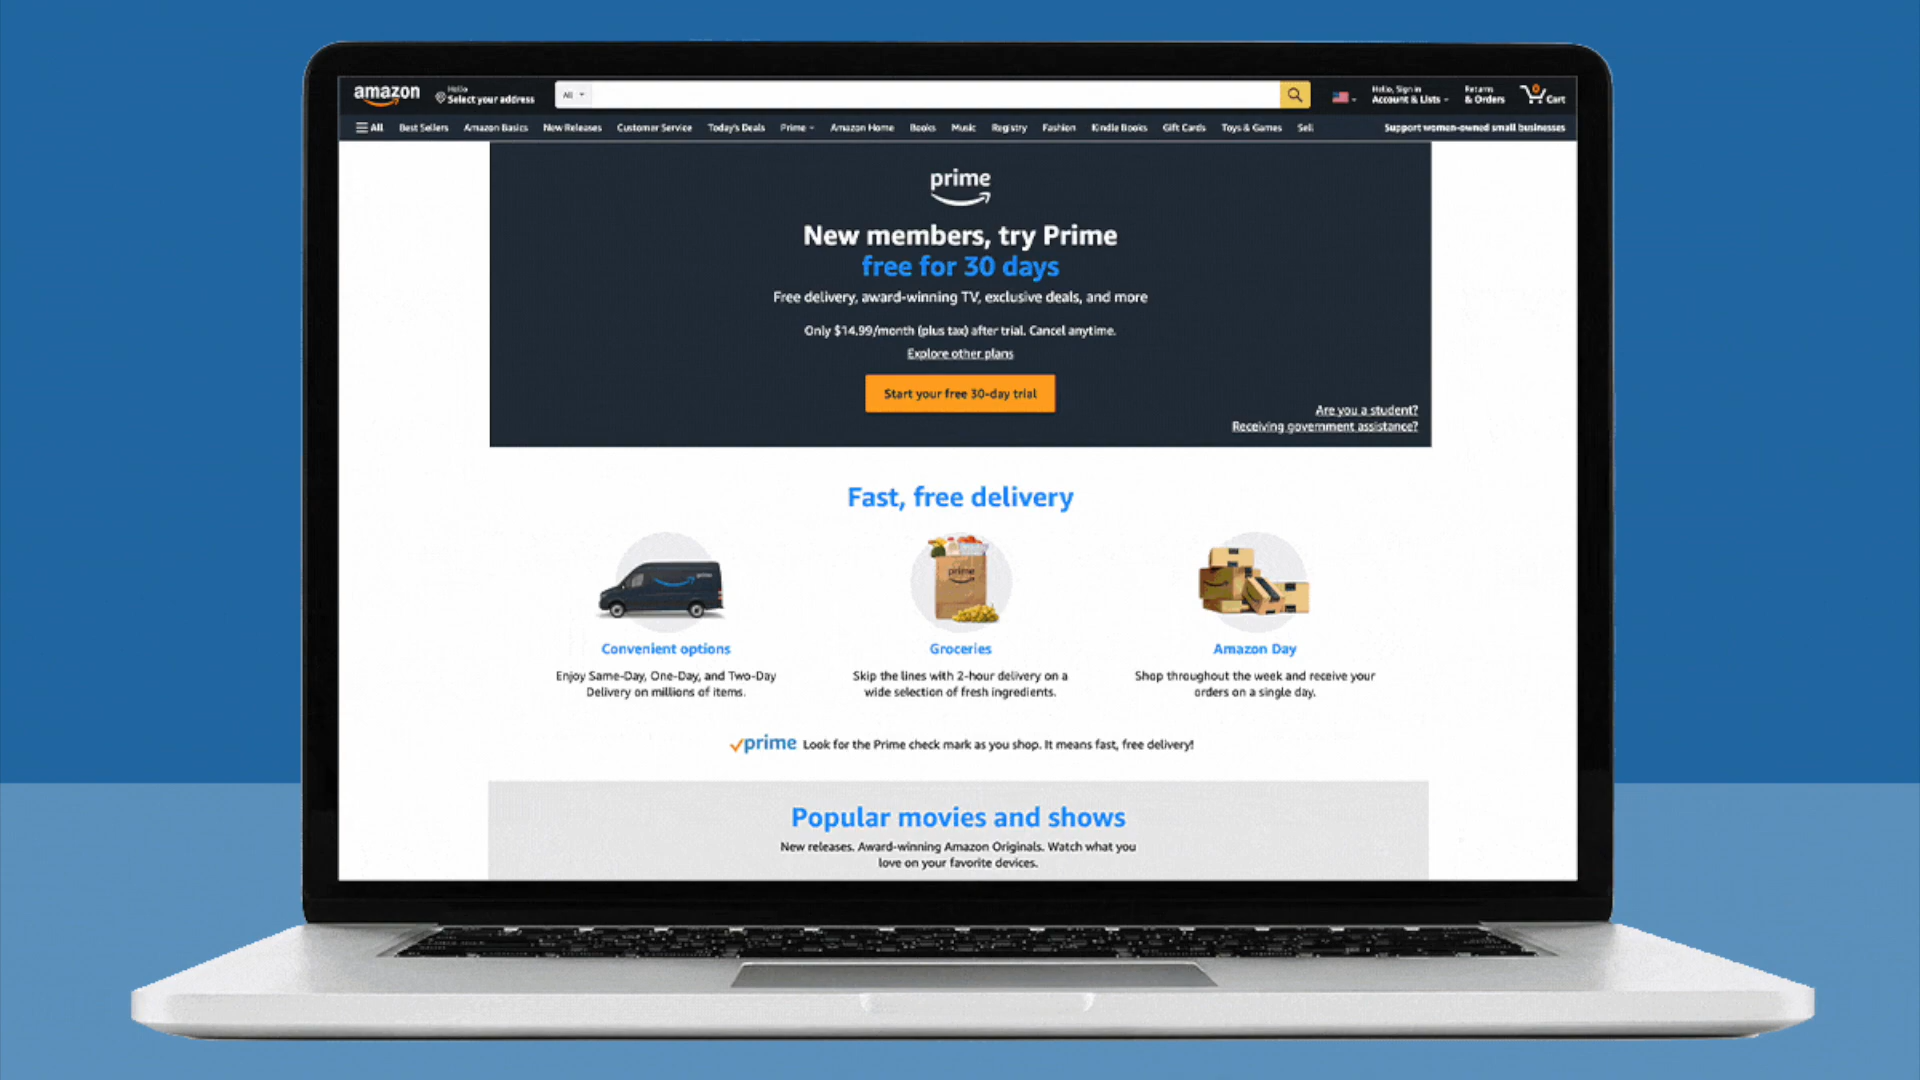 amazon
Hello
Select your address
All
Hello, Sign in
Account & Lists
Returns
& Orders
0
Cart
All
Best Sellers
Amazon Basics
New Releases
Customer Service
Today's Deals
Prime
Amazon Home
Books
Music
Registry
Fashion
Kindle Books
Gift Cards
Toys & Games
Sell
Support women-owned small businesses
prime
New members, try Prime
free for 30 days
Free delivery, award-winning TV, exclusive deals, and more
Only $14.99/month (plus tax) after trial. Cancel anytime.
Explore other plans
Start your free 30-day trial
Are you a student?
Receiving government assistance?
Fast, free delivery
prime
prime
Convenient options
Enjoy Same-Day, One-Day, and Two-Day
Delivery on millions of items.
Groceries
Skip the lines with 2-hour delivery on a
wide selection of fresh ingredients.
Amazon Day
Shop throughout the week and receive your
orders on a single day.
prime Look for the Prime check mark as you shop. It means fast, free delivery!
Popular movies and shows
New releases. Award-winning Amazon Originals. Watch what you
love on your favorite devices.